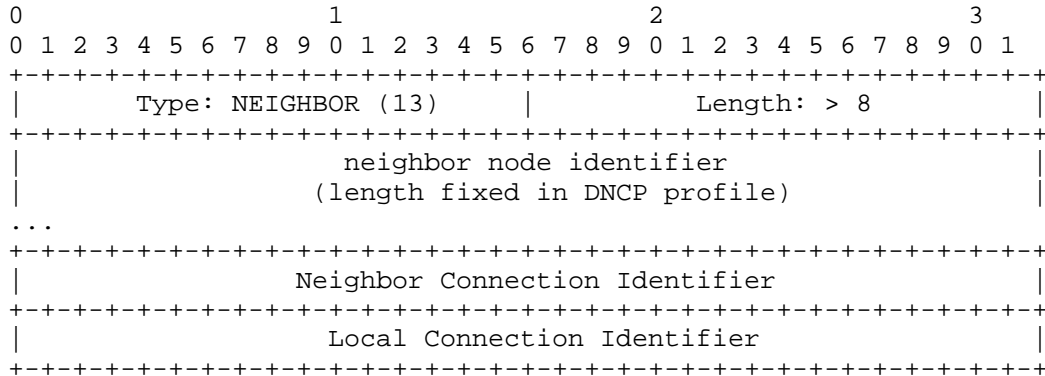 0                   1                   2                   3
0 1 2 3 4 5 6 7 8 9 0 1 2 3 4 5 6 7 8 9 0 1 2 3 4 5 6 7 8 9 0 1
+-+-+-+-+-+-+-+-+-+-+-+-+-+-+-+-+-+-+-+-+-+-+-+-+-+-+-+-+-+-+-+-+
|       Type: NEIGHBOR (13)     |          Length: > 8          |
+-+-+-+-+-+-+-+-+-+-+-+-+-+-+-+-+-+-+-+-+-+-+-+-+-+-+-+-+-+-+-+-+
|                    neighbor node identifier                   |
|                  (length fixed in DNCP profile)               |
...
+-+-+-+-+-+-+-+-+-+-+-+-+-+-+-+-+-+-+-+-+-+-+-+-+-+-+-+-+-+-+-+-+
|                 Neighbor Connection Identifier                |
+-+-+-+-+-+-+-+-+-+-+-+-+-+-+-+-+-+-+-+-+-+-+-+-+-+-+-+-+-+-+-+-+
|                   Local Connection Identifier                 |
+-+-+-+-+-+-+-+-+-+-+-+-+-+-+-+-+-+-+-+-+-+-+-+-+-+-+-+-+-+-+-+-+